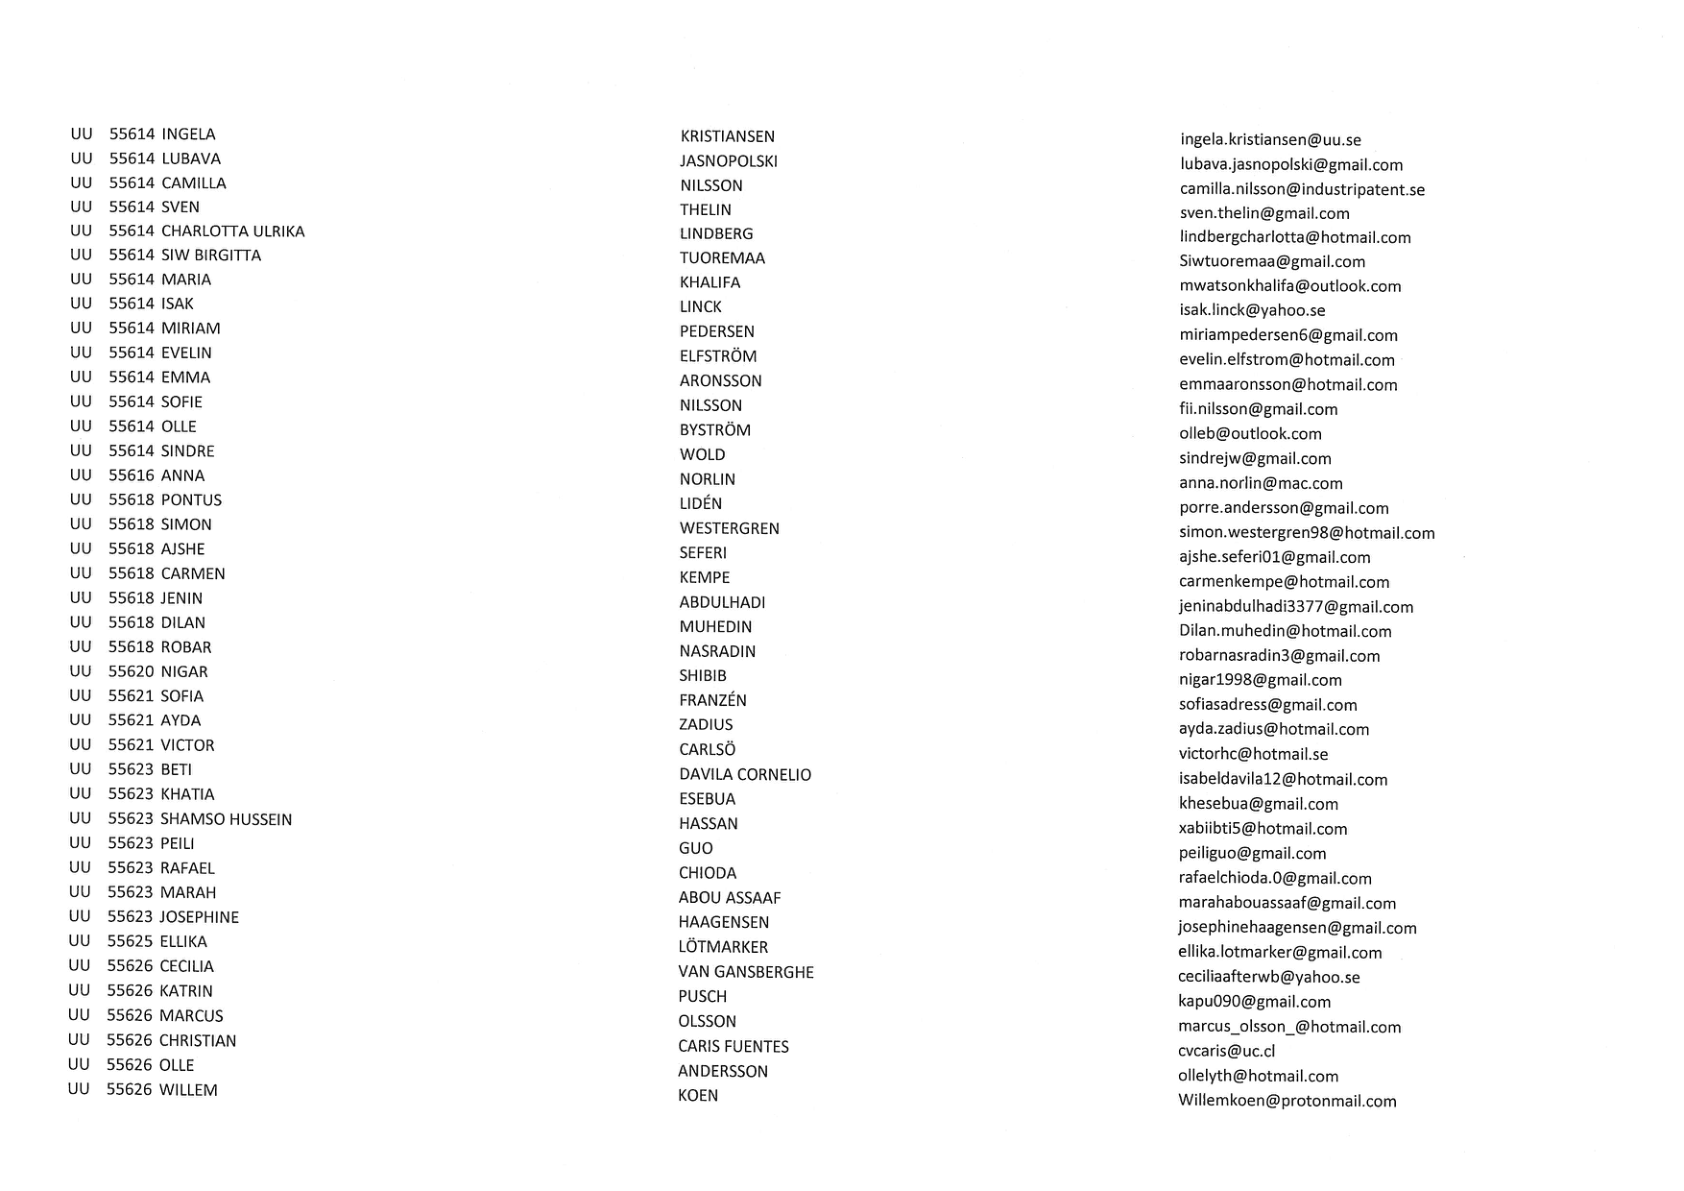 UU 55614 INGELA KRISTIANSEN ingela.kristiansen@uu.se
UU 55614 LUBAVA JASNOPOLSKI lubava.jasnopolski@gmail.com
UU 55614 CAMILLA NILSSON camilla.nilsson@industripatent.se
UU 55614 SVEN THELIN sven.thelin@gmail.com
UU 55614 CHARLOTTA ULRIKA LINDBERG lindbergcharlotta@hotmail.com
UU 55614 SIW BIRGITTA TUOREMAA Siwtuoremaa@gmail.com
UU 55614 MARIA KHALIFA mwatsonkhalifa@outlook.com
UU 55614 ISAK LINCK isak.linck@yahoo.se
UU 55614 MIRIAM PEDERSEN miriampedersen6@gmail.com
UU 55614 EVELIN ELFSTRÖM evelin.elfstrom@hotmail.com
UU 55614 EMMA ARONSSON emmaaronsson@hotmail.com
UU 55614 SOFIE NILSSON fii.nilsson@gmail.com
UU 55614 OLLE BYSTRÖM olleb@outlook.com
UU 55614 SINDRE WOLD sindrejw@gmail.com
UU 55616 ANNA NORLIN anna.norlin@mac.com
UU 55618 PONTUS LIDÉN porre.andersson@gmail.com
UU 55618 SIMON WESTERGREN simon.westergren98@hotmail.com
UU 55618 AJSHE SEFERI ajshe.seferi01@gmail.com
UU 55618 CARMEN KEMPE carmenkempe@hotmail.com
UU 55618 JENIN ABDULHADI jeninabdulhadi3377@gmail.com
UU 55618 DILAN MUHEDIN Dilan.muhedin@hotmail.com
UU 55618 ROBAR NASRADIN robarnasradin3@gmail.com
UU 55620 NIGAR SHIBIB nigar1998@gmail.com
UU 55621 SOFIA FRANZÉN sofiasadress@gmail.com
UU 55621 AYDA ZADIUS ayda.zadius@hotmail.com
UU 55621 VICTOR CARLSÖ victorhc@hotmail.se
UU 55623 BETI DAVILA CORNELIO isabeldavila12@hotmail.com
UU 55623 KHATIA ESEBUA khesebua@gmail.com
UU 55623 SHAMSO HUSSEIN HASSAN xabiibti5@hotmail.com
UU 55623 PEILI GUO peiliguo@gmail.com
UU 55623 RAFAEL CHIODA rafaelchioda.0@gmail.com
UU 55623 MARAH ABOU ASSAAF marahabouassaaf@gmail.com
UU 55623 JOSEPHINE HAAGENSEN josephinehaagensen@gmail.com
UU 55625 ELLIKA LÖTMARKER ellika.lotmarker@gmail.com
UU 55626 CECILIA VAN GANSBERGHE ceciliaafterwb@yahoo.se
UU 55626 KATRIN PUSCH kapu090@gmail.com
UU 55626 MARCUS OLSSON marcus_olsson_@hotmail.com
UU 55626 CHRISTIAN CARIS FUENTES cvcaris@uc.cl
UU 55626 OLLE ANDERSSON ollelyth@hotmail.com
UU 55626 WILLEM KOEN Willemkoen@protonmail.com